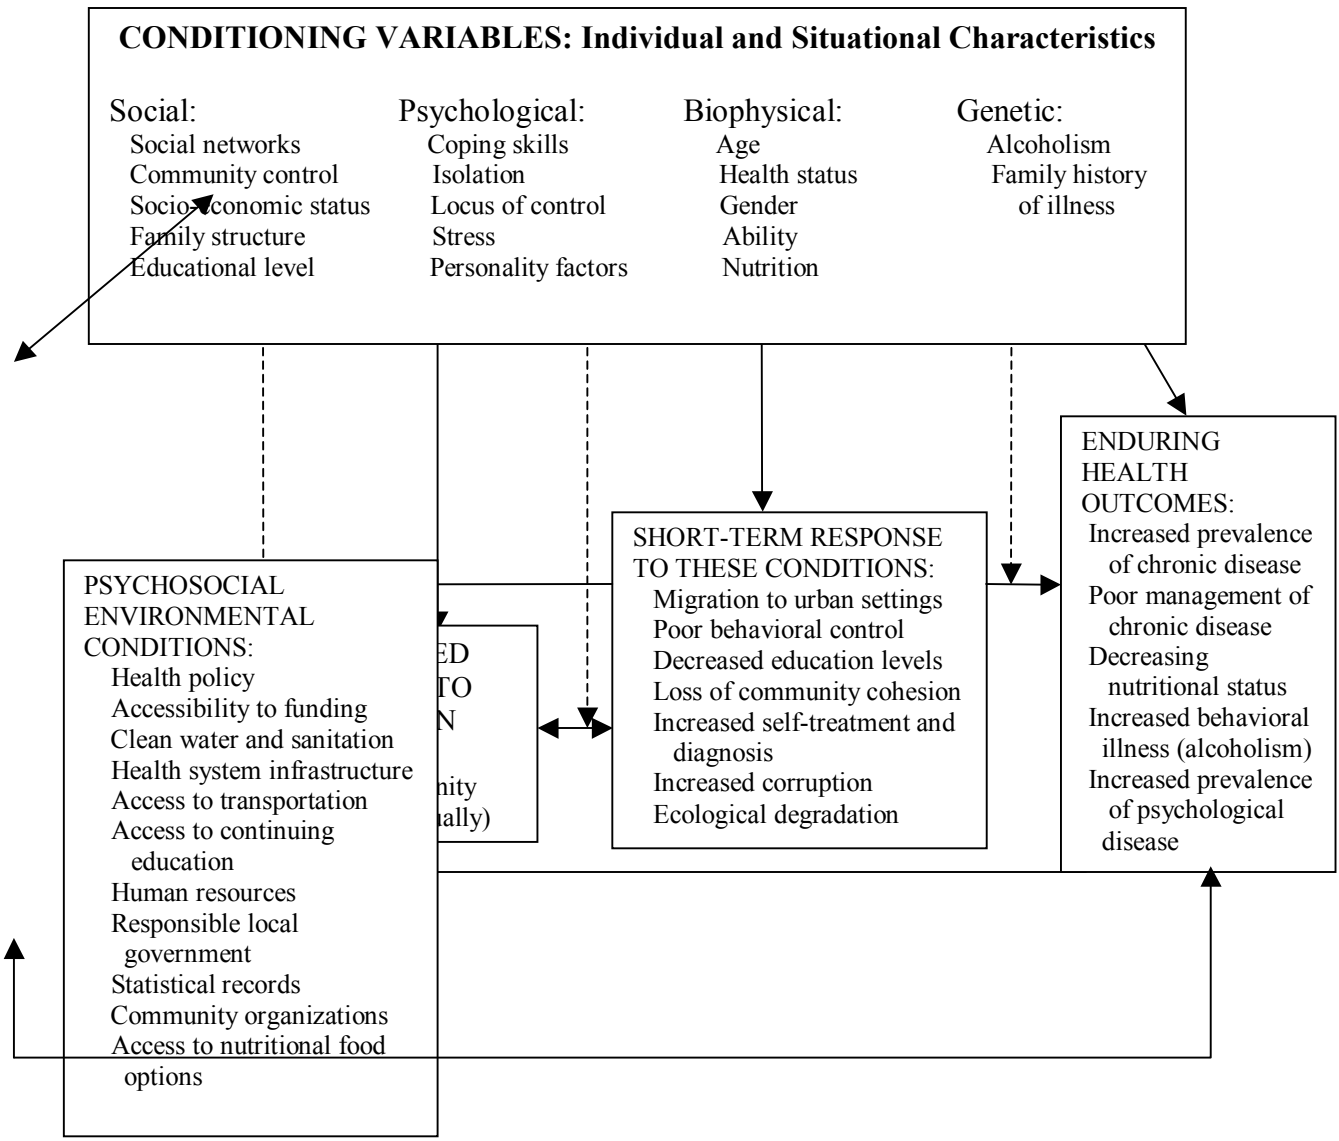 CONDITIONING VARIABLES: Individual and Situational Characteristics
Social:
Social networks
Community control
Socio-economic status
Family structure
Educational level
Psychological:
Coping skills
Isolation
Locus of control
Stress
Personality factors
Biophysical:
Age
Health status
Gender
Ability
Nutrition
Genetic:
Alcoholism
Family history
of illness
PSYCHOSOCIAL
ENVIRONMENTAL
CONDITIONS:
Health policy
Accessibility to funding
Clean water and sanitation
Health system infrastructure
Access to transportation
Access to continuing
education
Human resources
Responsible local
government
Statistical records
Community organizations
Access to nutritional food
options
ED
TO
N
nity
ally)
SHORT-TERM RESPONSE
TO THESE CONDITIONS:
Migration to urban settings
Poor behavioral control
Decreased education levels
Loss of community cohesion
Increased self-treatment and
diagnosis
Increased corruption
Ecological degradation
ENDURING
HEALTH
OUTCOMES:
Increased prevalence
of chronic disease
Poor management of
chronic disease
Decreasing
nutritional status
Increased behavioral
illness (alcoholism)
Increased prevalence
of psychological
disease